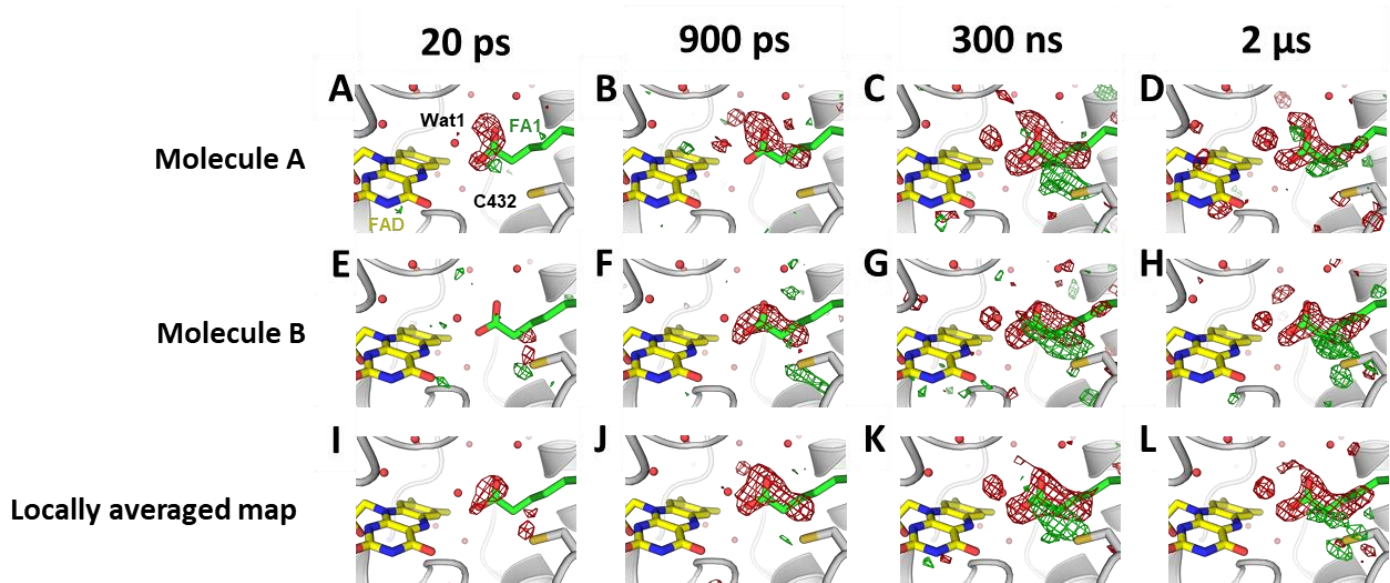 20 ps 900 ps 300 ns 2 µs
A B C D
Wat1 FA1
Molecule A
C432
FAD
E F G H
Molecule B
I J K L
Locally averaged map